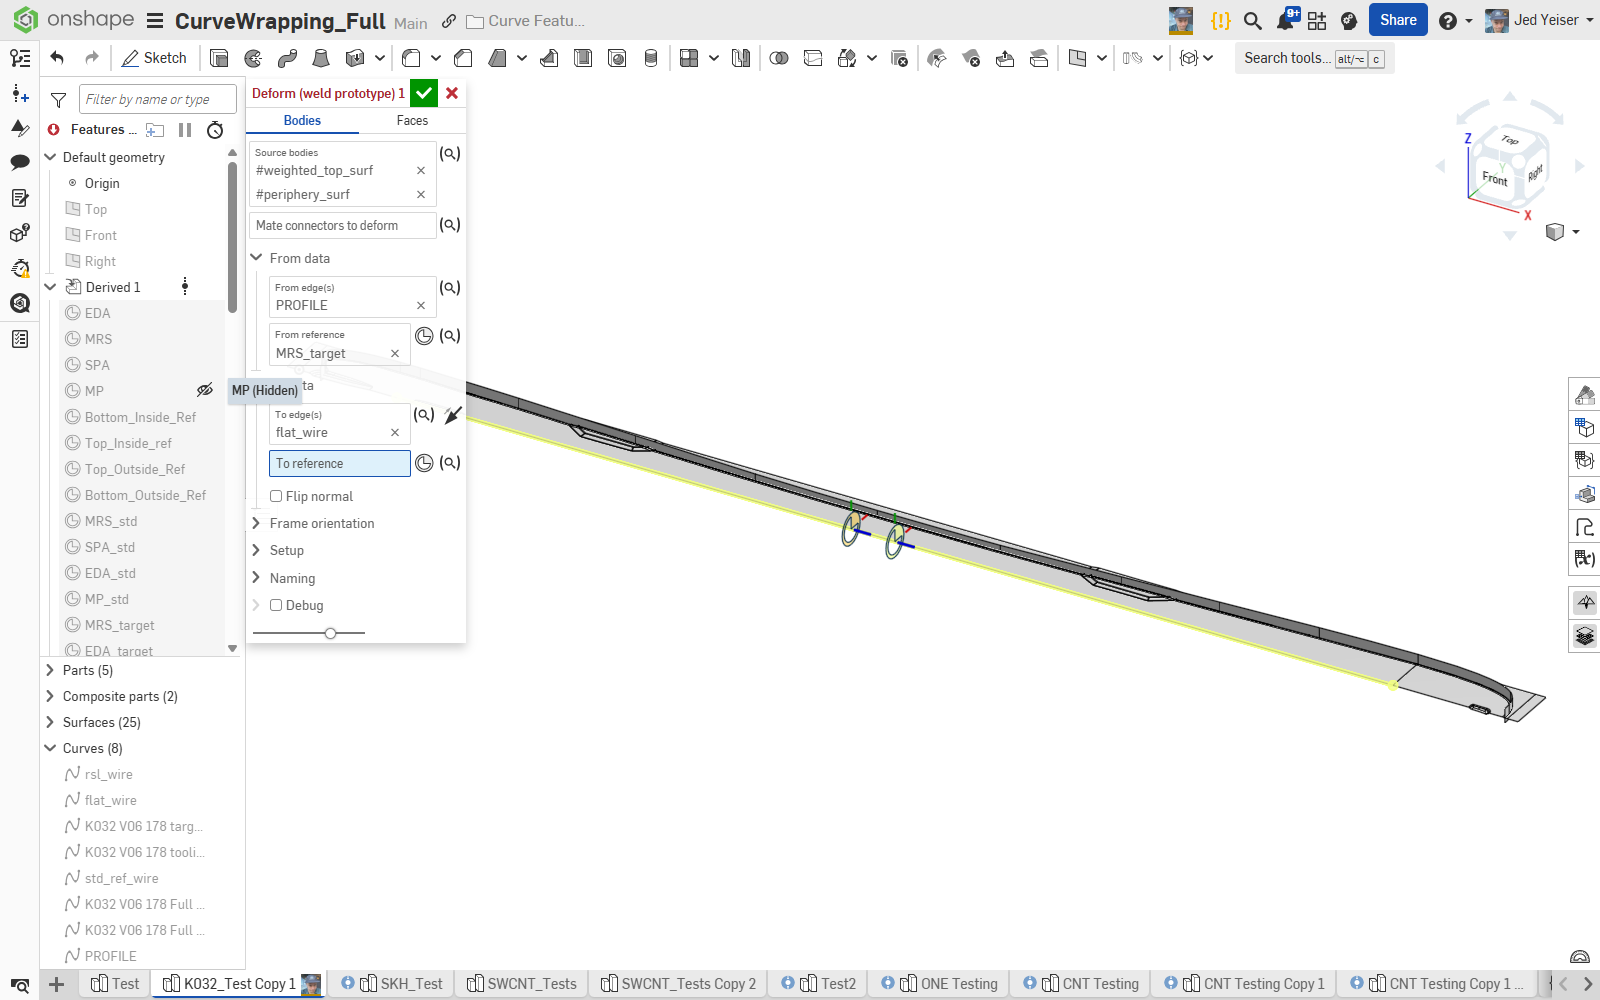 onshape
CurveWrapping_Full
Main
Curve Featu...
9+
Share
Jed Yeiser
Sketch
Search tools... alt/⌥ c
Filter by name or type
Features ...
Default geometry
Origin
Top
Front
Right
Derived 1
EDA
MRS
SPA
MP
Bottom_Inside_Ref
Top_Inside_ref
Top_Outside_Ref
Bottom_Outside_Ref
MRS_std
SPA_std
EDA_std
MP_std
MRS_target
EDA_target
Parts (5)
Composite parts (2)
Surfaces (25)
Curves (8)
rsl_wire
flat_wire
K032 V06 178 targ...
K032 V06 178 tooli...
std_ref_wire
K032 V06 178 Full ...
K032 V06 178 Full ...
PROFILE
MP (Hidden)
Deform (weld prototype) 1
Bodies
Faces
Source bodies
#weighted_top_surf
#periphery_surf
Mate connectors to deform
From data
From edge(s)
PROFILE
From reference
MRS_target
ta
To edge(s)
flat_wire
To reference
Flip normal
Frame orientation
Setup
Naming
Debug
Z
Top
Y
Front
Right
X
Test
K032_Test Copy 1
SKH_Test
SWCNT_Tests
SWCNT_Tests Copy 2
Test2
ONE Testing
CNT Testing
CNT Testing Copy 1
CNT Testing Copy 1 ...